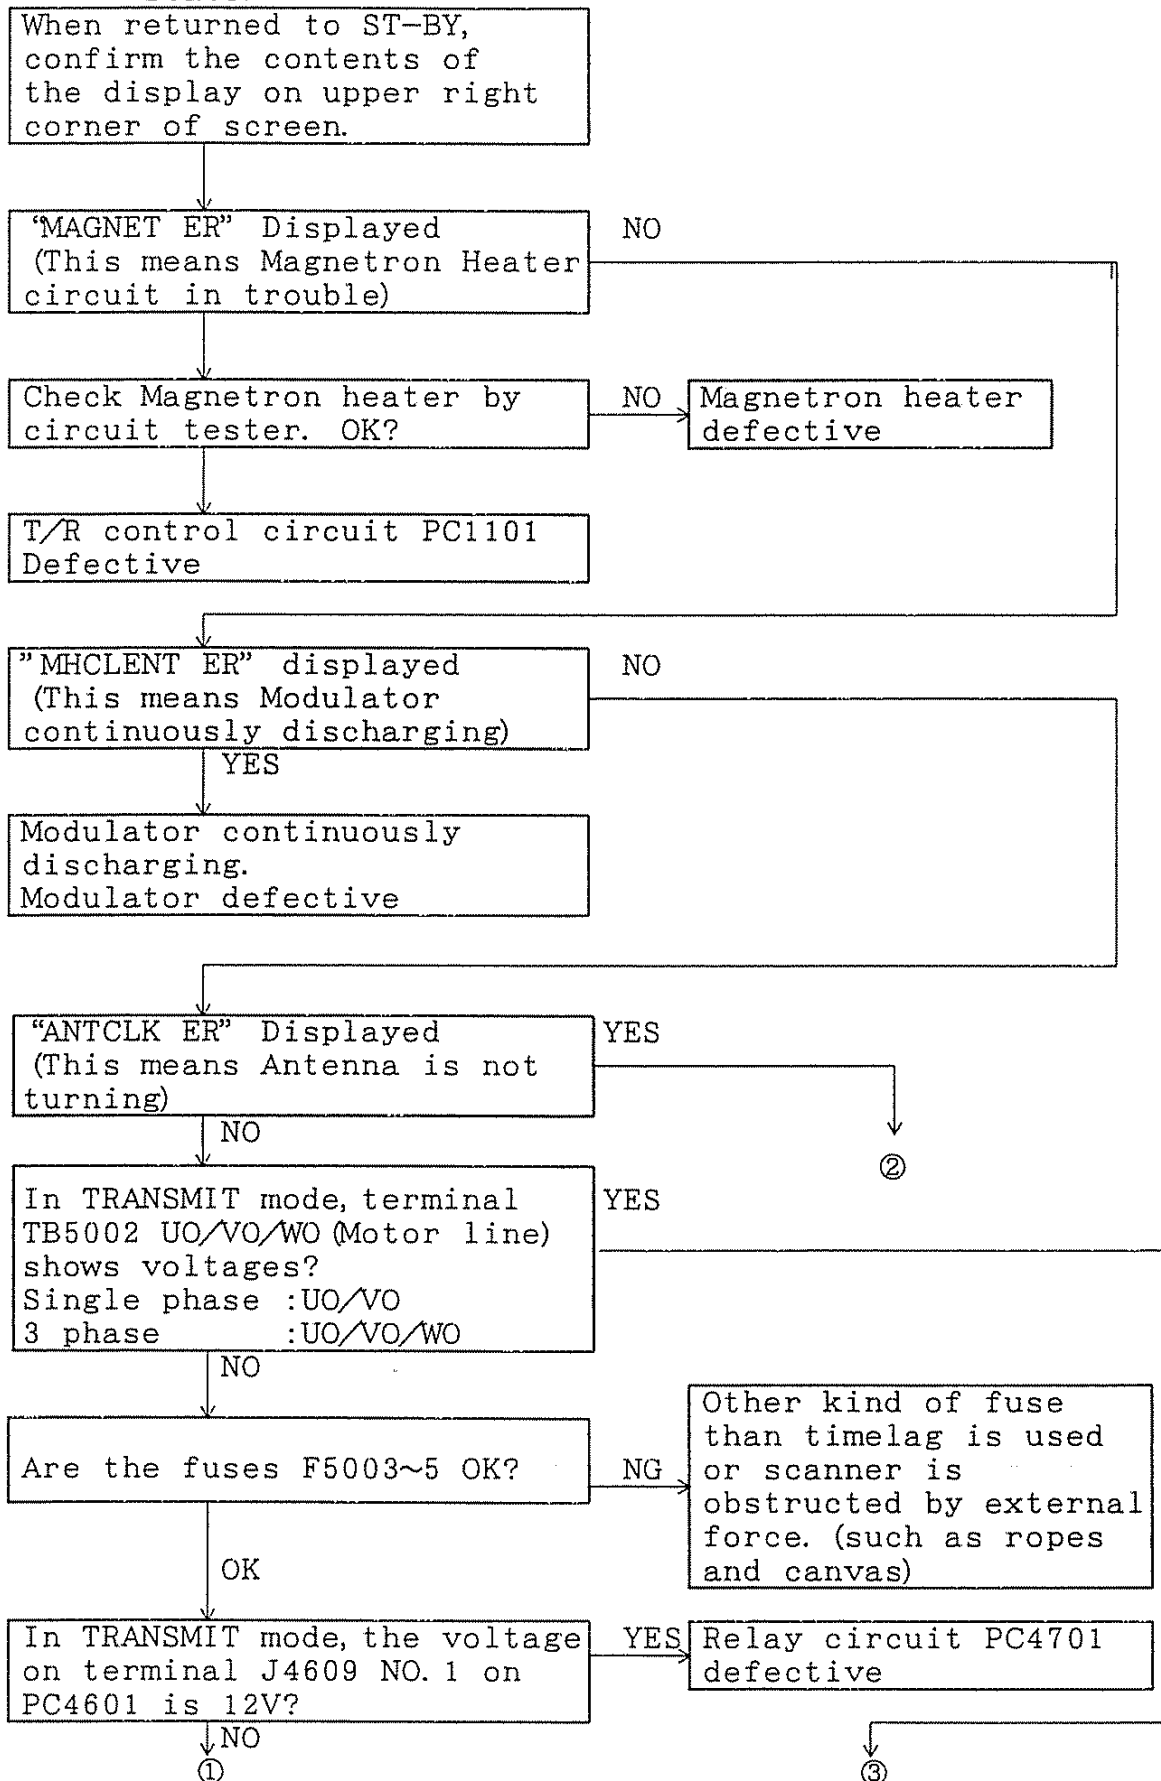 When returned to ST-BY,
confirm the contents of
the display on upper right
corner of screen.
“MAGNET ER” Displayed
(This means Magnetron Heater
circuit in trouble)
NO
Check Magnetron heater by
circuit tester. OK?
NO
Magnetron heater
defective
T/R control circuit PC1101
Defective
”MHCLENT ER” displayed
(This means Modulator
continuously discharging)
NO
YES
Modulator continuously
discharging.
Modulator defective
“ANTCLK ER” Displayed
(This means Antenna is not
turning)
YES
②
NO
In TRANSMIT mode, terminal
TB5002 UO/VO/WO (Motor line)
shows voltages?
Single phase :UO/VO
3 phase :UO/VO/WO
YES
NO
Are the fuses F5003~5 OK?
NG
Other kind of fuse
than timelag is used
or scanner is
obstructed by external
force. (such as ropes
and canvas)
OK
In TRANSMIT mode, the voltage
on terminal J4609 NO. 1 on
PC4601 is 12V?
YES
Relay circuit PC4701
defective
NO
①
③